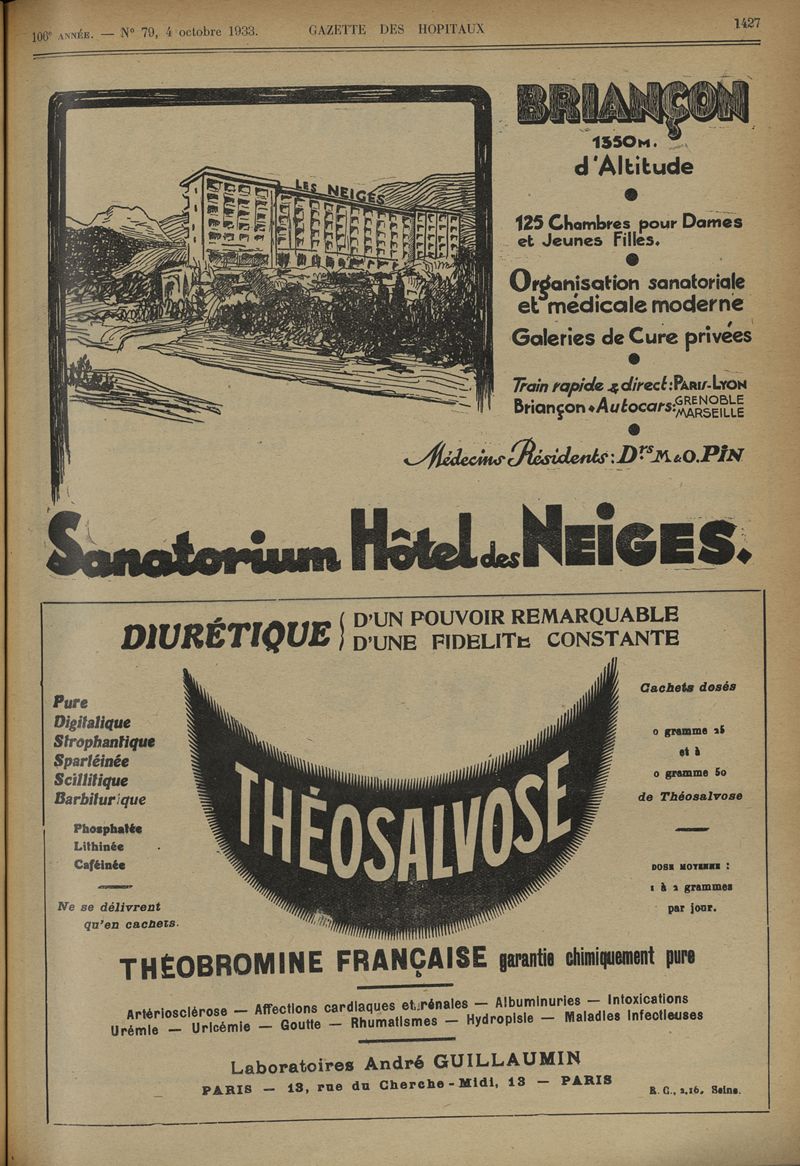 106e ANNÉE. — N° 79, 4 octobre 1933. GAZETTE DES HOPITAUX 1427
LES NEIGES
BRIANÇON
1350M.
d'Altitude
125 Chambres pour Dames
et Jeunes Filles.
Organisation sanatoriale
et médicale moderne
Galeries de Cure privées
Train rapide & direct: PARIS-LYON
Briançon • Autocars: GRENOBLE
MARSEILLE
Médecins Résidents: Drs M & O. PIN
Sanatorium Hôtel des NEIGES.
DIURÉTIQUE { D'UN POUVOIR REMARQUABLE
D'UNE FIDELITE CONSTANTE
Pure
Digitalique
Strophantique
Spartéinée
Scillitique
Barbiturique
Phosphatée
Lithinée
Caféinée
Ne se délivrent
qu'en cachets.
THÉOSALVOSE
Cachets dosés
0 gramme 25
et à
0 gramme 50
de Théosalvose
DOSE MOYENNE :
1 à 2 grammes
par jour.
THÉOBROMINE FRANÇAISE garantie chimiquement pure
Artériosclérose — Affections cardiaques et rénales — Albuminuries — Intoxications
Urémie — Uricémie — Goutte — Rhumatismes — Hydropisie — Maladies Infectieuses
Laboratoires André GUILLAUMIN
PARIS — 13, rue du Cherche-Midi, 13 — PARIS
R. C., 2.16. Seine.